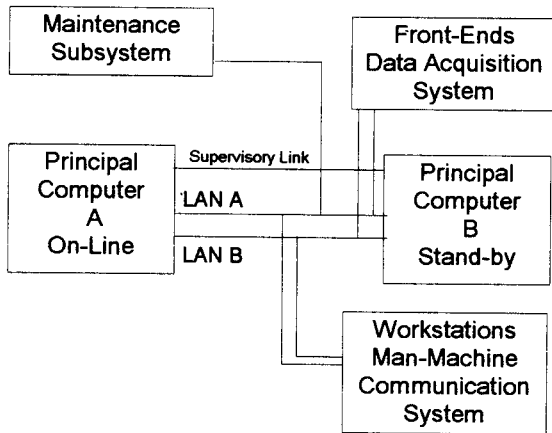 Maintenance
Subsystem
Front-Ends
Data Acquisition
System
Principal
Computer
A
On-Line
Supervisory Link
LAN A
LAN B
Principal
Computer
B
Stand-by
Workstations
Man-Machine
Communication
System